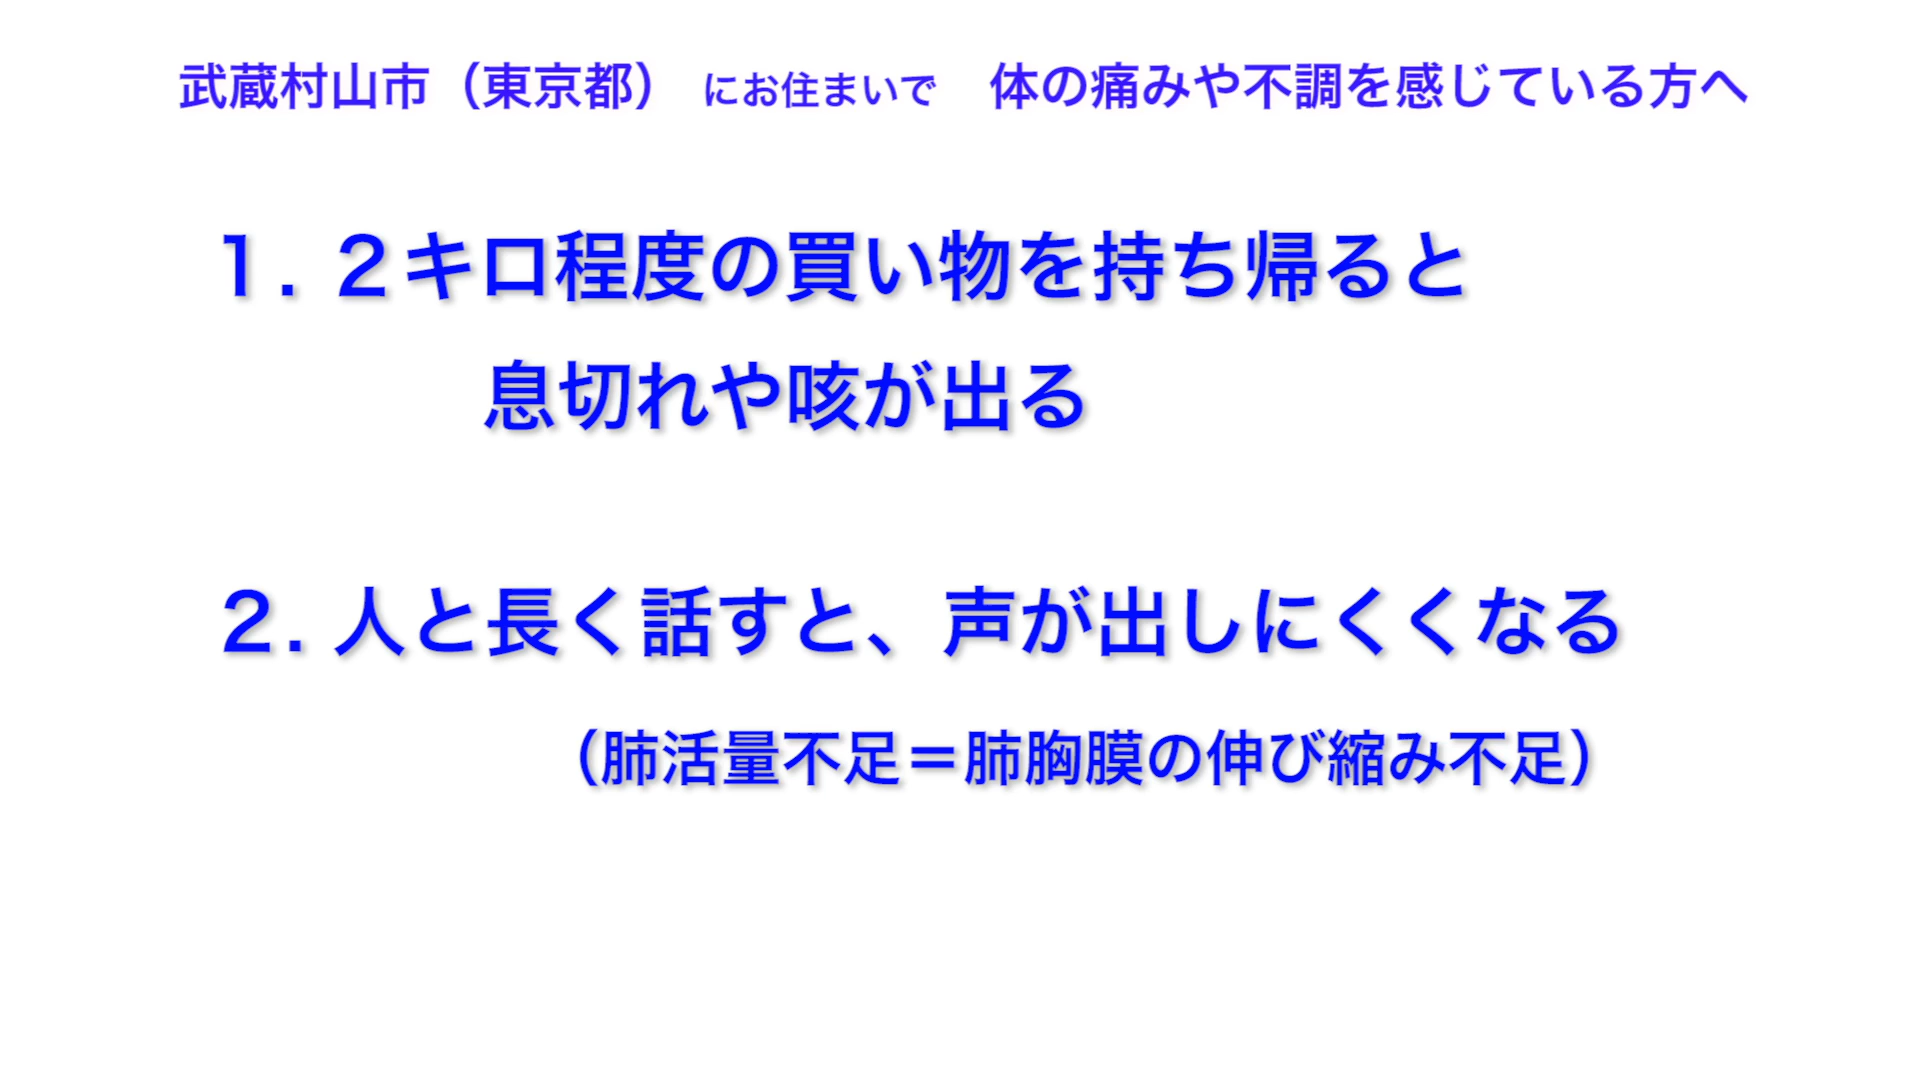 武蔵村山市（東京都） にお住まいで 体の痛みや不調を感じている方へ
１．２キロ程度の買い物を持ち帰ると
息切れや咳が出る
２．人と長く話すと、声が出しにくくなる
（肺活量不足＝肺胸膜の伸び縮み不足）